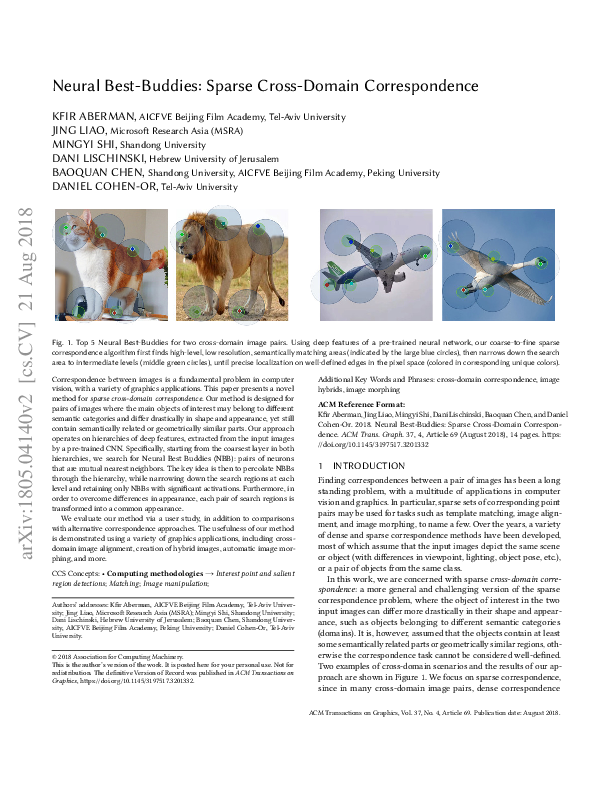 Neural Best-Buddies: Sparse Cross-Domain Correspondence
KFIR ABERMAN, AICFVE Beijing Film Academy, Tel-Aviv University
JING LIAO, Microsoft Research Asia (MSRA)
MINGYI SHI, Shandong University
DANI LISCHINSKI, Hebrew University of Jerusalem
BAOQUAN CHEN, Shandong University, AICFVE Beijing Film Academy, Peking University
DANIEL COHEN-OR, Tel-Aviv University
arXiv:1805.04140v2 [cs.CV] 21 Aug 2018
Fig. 1. Top 5 Neural Best-Buddies for two cross-domain image pairs. Using deep features of a pre-trained neural network, our coarse-to-fine sparse
correspondence algorithm first finds high-level, low resolution, semantically matching areas (indicated by the large blue circles), then narrows down the search
area to intermediate levels (middle green circles), until precise localization on well-defined edges in the pixel space (colored in corresponding unique colors).
Correspondence between images is a fundamental problem in computer
vision, with a variety of graphics applications. This paper presents a novel
method for sparse cross-domain correspondence. Our method is designed for
pairs of images where the main objects of interest may belong to different
semantic categories and differ drastically in shape and appearance, yet still
contain semantically related or geometrically similar parts. Our approach
operates on hierarchies of deep features, extracted from the input images
by a pre-trained CNN. Specifically, starting from the coarsest layer in both
hierarchies, we search for Neural Best Buddies (NBB): pairs of neurons
that are mutual nearest neighbors. The key idea is then to percolate NBBs
through the hierarchy, while narrowing down the search regions at each
level and retaining only NBBs with significant activations. Furthermore, in
order to overcome differences in appearance, each pair of search regions is
transformed into a common appearance.
We evaluate our method via a user study, in addition to comparisons
with alternative correspondence approaches. The usefulness of our method
is demonstrated using a variety of graphics applications, including cross-
domain image alignment, creation of hybrid images, automatic image mor-
phing, and more.
CCS Concepts: • Computing methodologies → Interest point and salient
region detections; Matching; Image manipulation;
Authors' addresses: Kfir Aberman, AICFVE Beijing Film Academy, Tel-Aviv Univer-
sity; Jing Liao, Microsoft Research Asia (MSRA); Mingyi Shi, Shandong University;
Dani Lischinski, Hebrew University of Jerusalem; Baoquan Chen, Shandong Univer-
sity, AICFVE Beijing Film Academy, Peking University; Daniel Cohen-Or, Tel-Aviv
University.
© 2018 Association for Computing Machinery.
This is the author's version of the work. It is posted here for your personal use. Not for
redistribution. The definitive Version of Record was published in ACM Transactions on
Graphics, https://doi.org/10.1145/3197517.3201332.
Additional Key Words and Phrases: cross-domain correspondence, image
hybrids, image morphing
ACM Reference Format:
Kfir Aberman, Jing Liao, Mingyi Shi, Dani Lischinski, Baoquan Chen, and Daniel
Cohen-Or. 2018. Neural Best-Buddies: Sparse Cross-Domain Correspon-
dence. ACM Trans. Graph. 37, 4, Article 69 (August 2018), 14 pages. https:
//doi.org/10.1145/3197517.3201332
1 INTRODUCTION
Finding correspondences between a pair of images has been a long
standing problem, with a multitude of applications in computer
vision and graphics. In particular, sparse sets of corresponding point
pairs may be used for tasks such as template matching, image align-
ment, and image morphing, to name a few. Over the years, a variety
of dense and sparse correspondence methods have been developed,
most of which assume that the input images depict the same scene
or object (with differences in viewpoint, lighting, object pose, etc.),
or a pair of objects from the same class.
In this work, we are concerned with sparse cross-domain corre-
spondence: a more general and challenging version of the sparse
correspondence problem, where the object of interest in the two
input images can differ more drastically in their shape and appear-
ance, such as objects belonging to different semantic categories
(domains). It is, however, assumed that the objects contain at least
some semantically related parts or geometrically similar regions, oth-
erwise the correspondence task cannot be considered well-defined.
Two examples of cross-domain scenarios and the results of our ap-
proach are shown in Figure 1. We focus on sparse correspondence,
since in many cross-domain image pairs, dense correspondence
ACM Transactions on Graphics, Vol. 37, No. 4, Article 69. Publication date: August 2018.